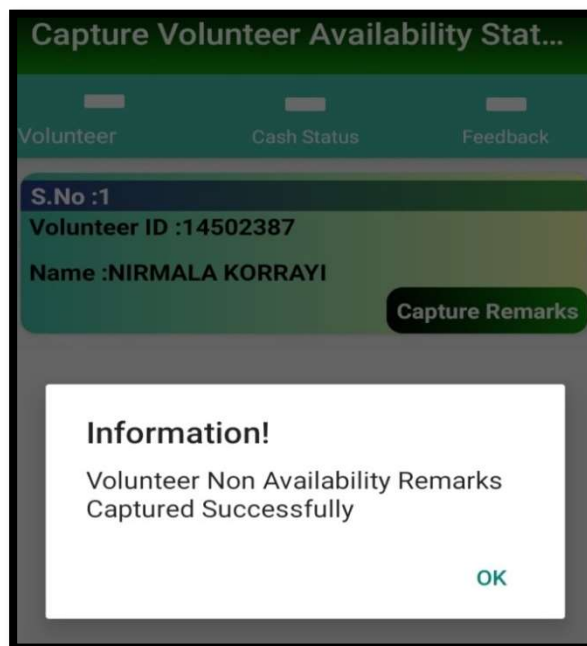 Capture Volunteer Availability Stat...
Volunteer Cash Status Feedback
S.No :1
Volunteer ID :14502387
Name :NIRMALA KORRAYI
Capture Remarks
Information!
Volunteer Non Availability Remarks
Captured Successfully
OK